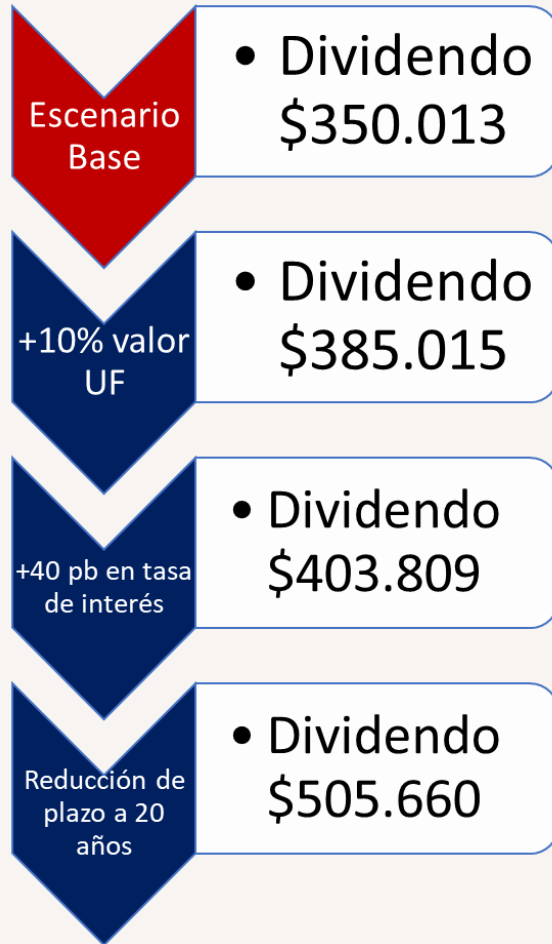 Escenario
Base
• Dividendo
$350.013
+10% valor
UF
• Dividendo
$385.015
+40 pb en tasa
de interés
• Dividendo
$403.809
Reducción de
plazo a 20
años
• Dividendo
$505.660